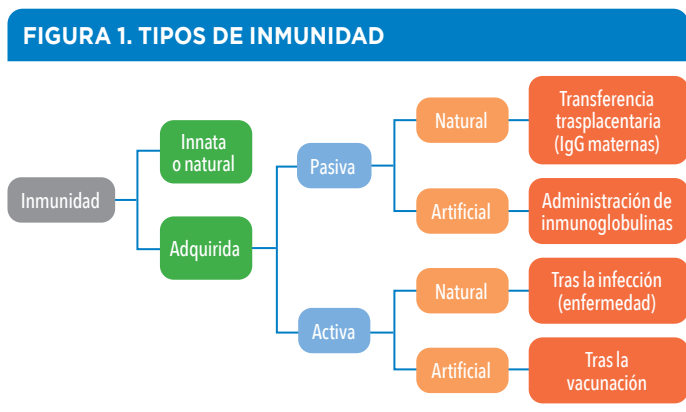 FIGURA 1. TIPOS DE INMUNIDAD
Inmunidad
Innata
o natural
Adquirida
Pasiva
Activa
Natural
Artificial
Natural
Artificial
Transferencia
trasplacentaria
(IgG maternas)
Administración de
inmunoglobulinas
Tras la infección
(enfermedad)
Tras la
vacunación